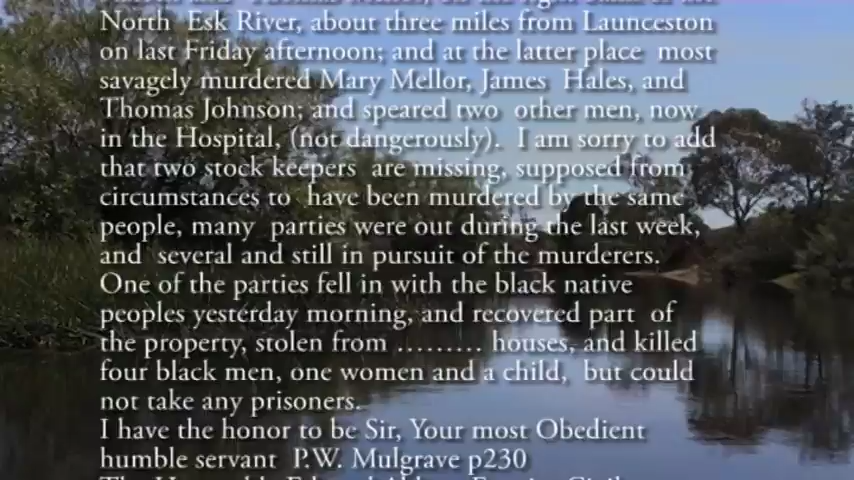 North Esk River, about three miles from Launceston
on last Friday afternoon; and at the latter place most
savagely murdered Mary Mellor, James Hales, and
Thomas Johnson; and speared two other men, now
in the Hospital, (not dangerously). I am sorry to add
that two stock keepers are missing, supposed from
circumstances to have been murdered by the same
people, many parties were out during the last week,
and several and still in pursuit of the murderers.
One of the parties fell in with the black native
peoples yesterday morning, and recovered part of
the property, stolen from ......... houses, and killed
four black men, one women and a child, but could
not take any prisoners.
I have the honor to be Sir, Your most Obedient
humble servant P.W. Mulgrave p230